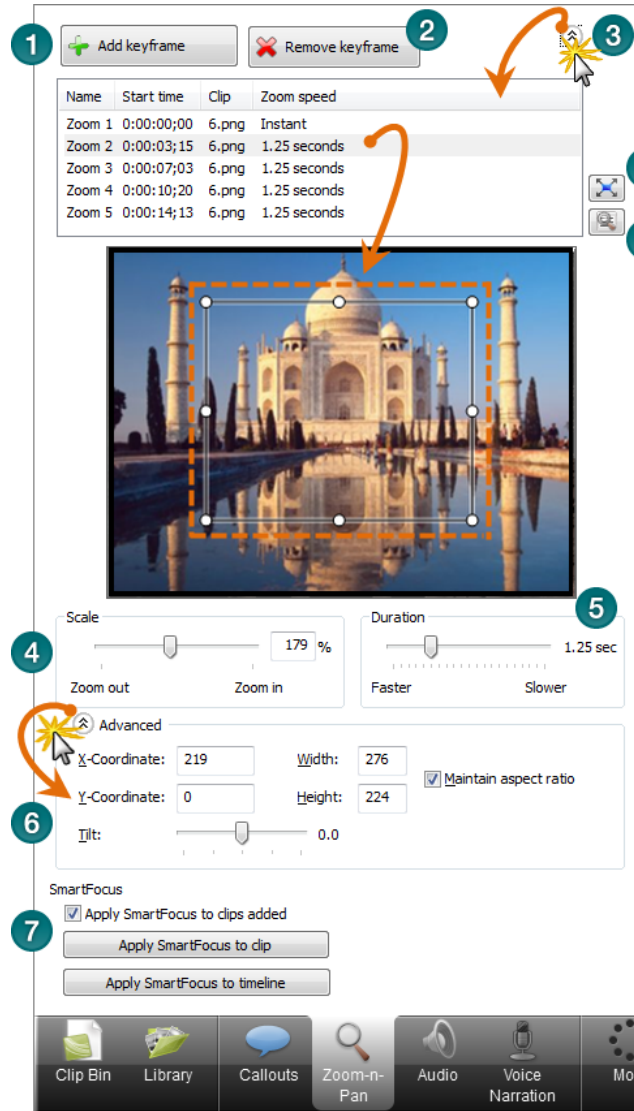 1 Add keyframe 2 Remove keyframe 3
Name Start time Clip Zoom speed
Zoom 1 0:00:00;00 6.png Instant
Zoom 2 0:00:03;15 6.png 1.25 seconds
Zoom 3 0:00:07;03 6.png 1.25 seconds
Zoom 4 0:00:10;20 6.png 1.25 seconds
Zoom 5 0:00:14;13 6.png 1.25 seconds
Scale Duration 5
4 179 % 1.25 sec
Zoom out Zoom in Faster Slower
Advanced
X-Coordinate: 219 Width: 276
Maintain aspect ratio
Y-Coordinate: 0 Height: 224
6 Tilt: 0.0
SmartFocus
7 Apply SmartFocus to clips added
Apply SmartFocus to clip
Apply SmartFocus to timeline
Clip Bin Library Callouts Zoom-n-Pan Audio Voice Narration Mo